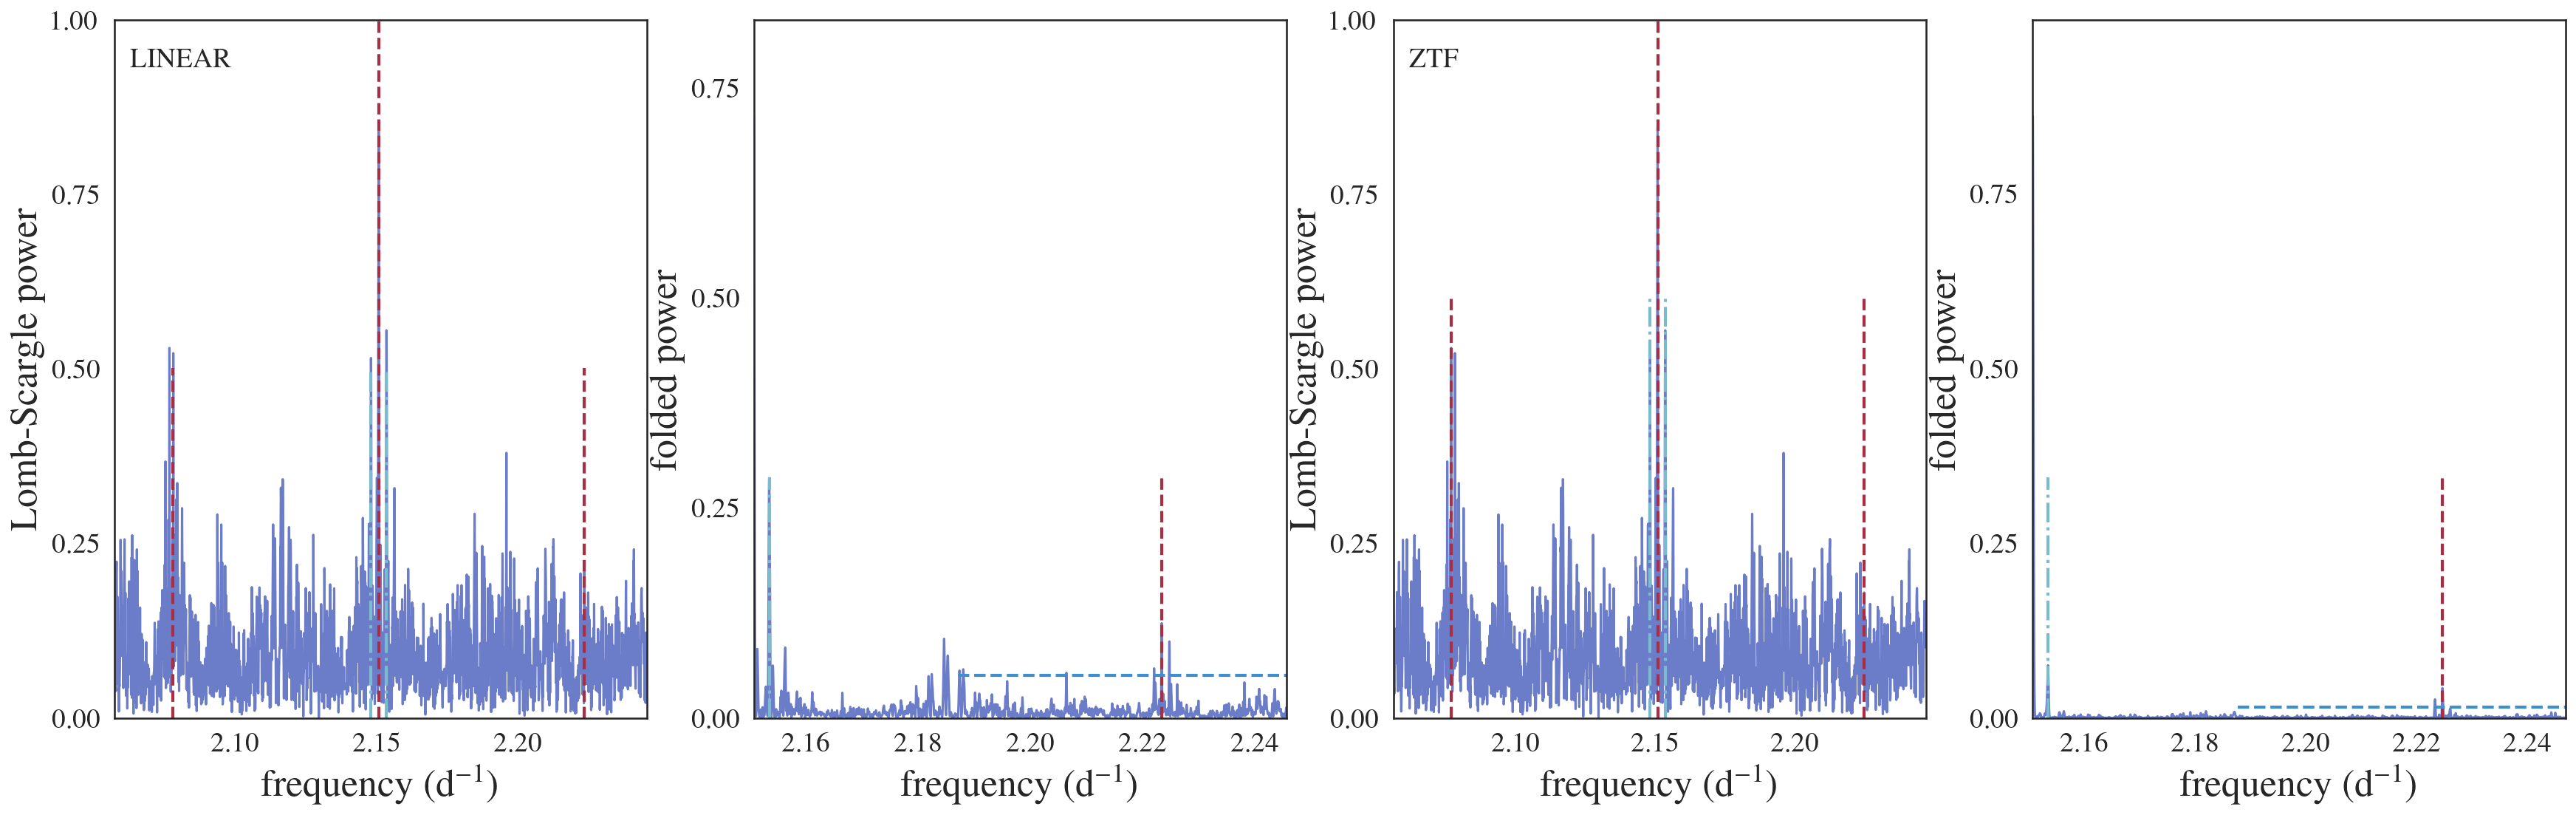 LINEAR
Lomb-Scargle power
1.00
0.75
0.50
0.25
0.00
2.10 2.15 2.20
frequency (d⁻¹)
folded power
0.75
0.50
0.25
0.00
2.16 2.18 2.20 2.22 2.24
frequency (d⁻¹)
ZTF
Lomb-Scargle power
1.00
0.75
0.50
0.25
0.00
2.10 2.15 2.20
frequency (d⁻¹)
folded power
0.75
0.50
0.25
0.00
2.16 2.18 2.20 2.22 2.24
frequency (d⁻¹)